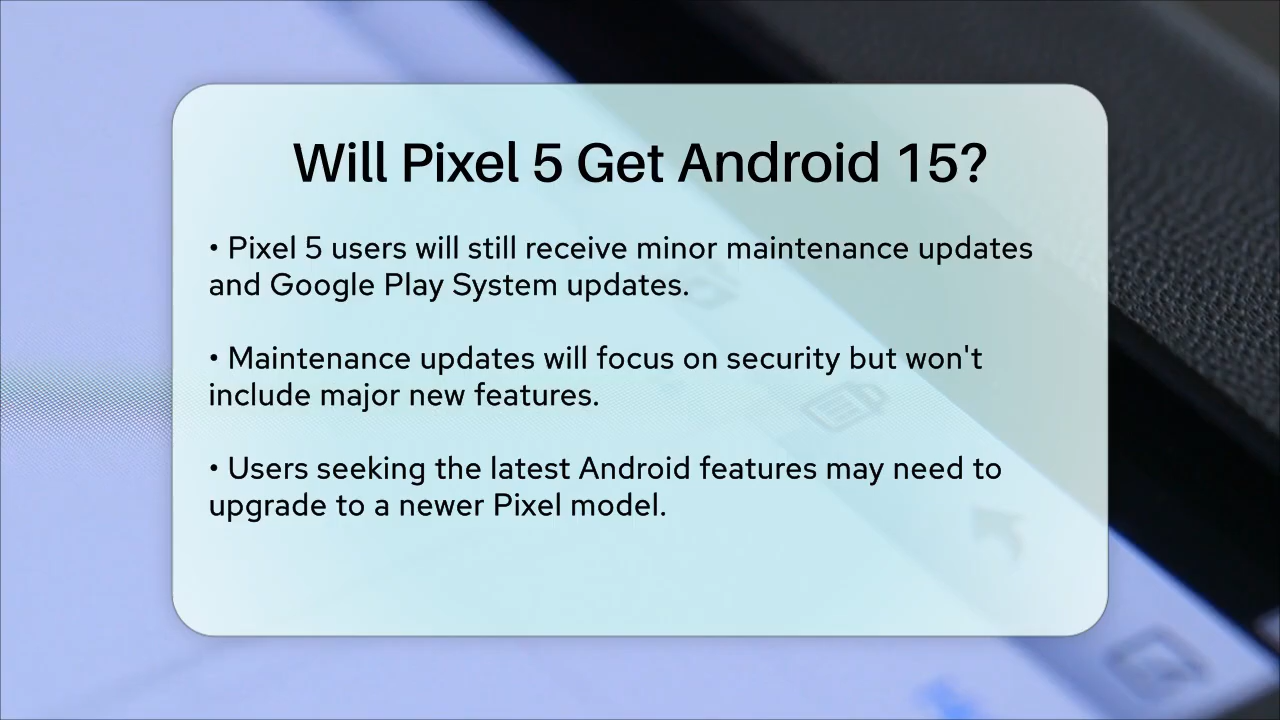 Will Pixel 5 Get Android 15?
• Pixel 5 users will still receive minor maintenance updates
and Google Play System updates.
• Maintenance updates will focus on security but won't
include major new features.
• Users seeking the latest Android features may need to
upgrade to a newer Pixel model.